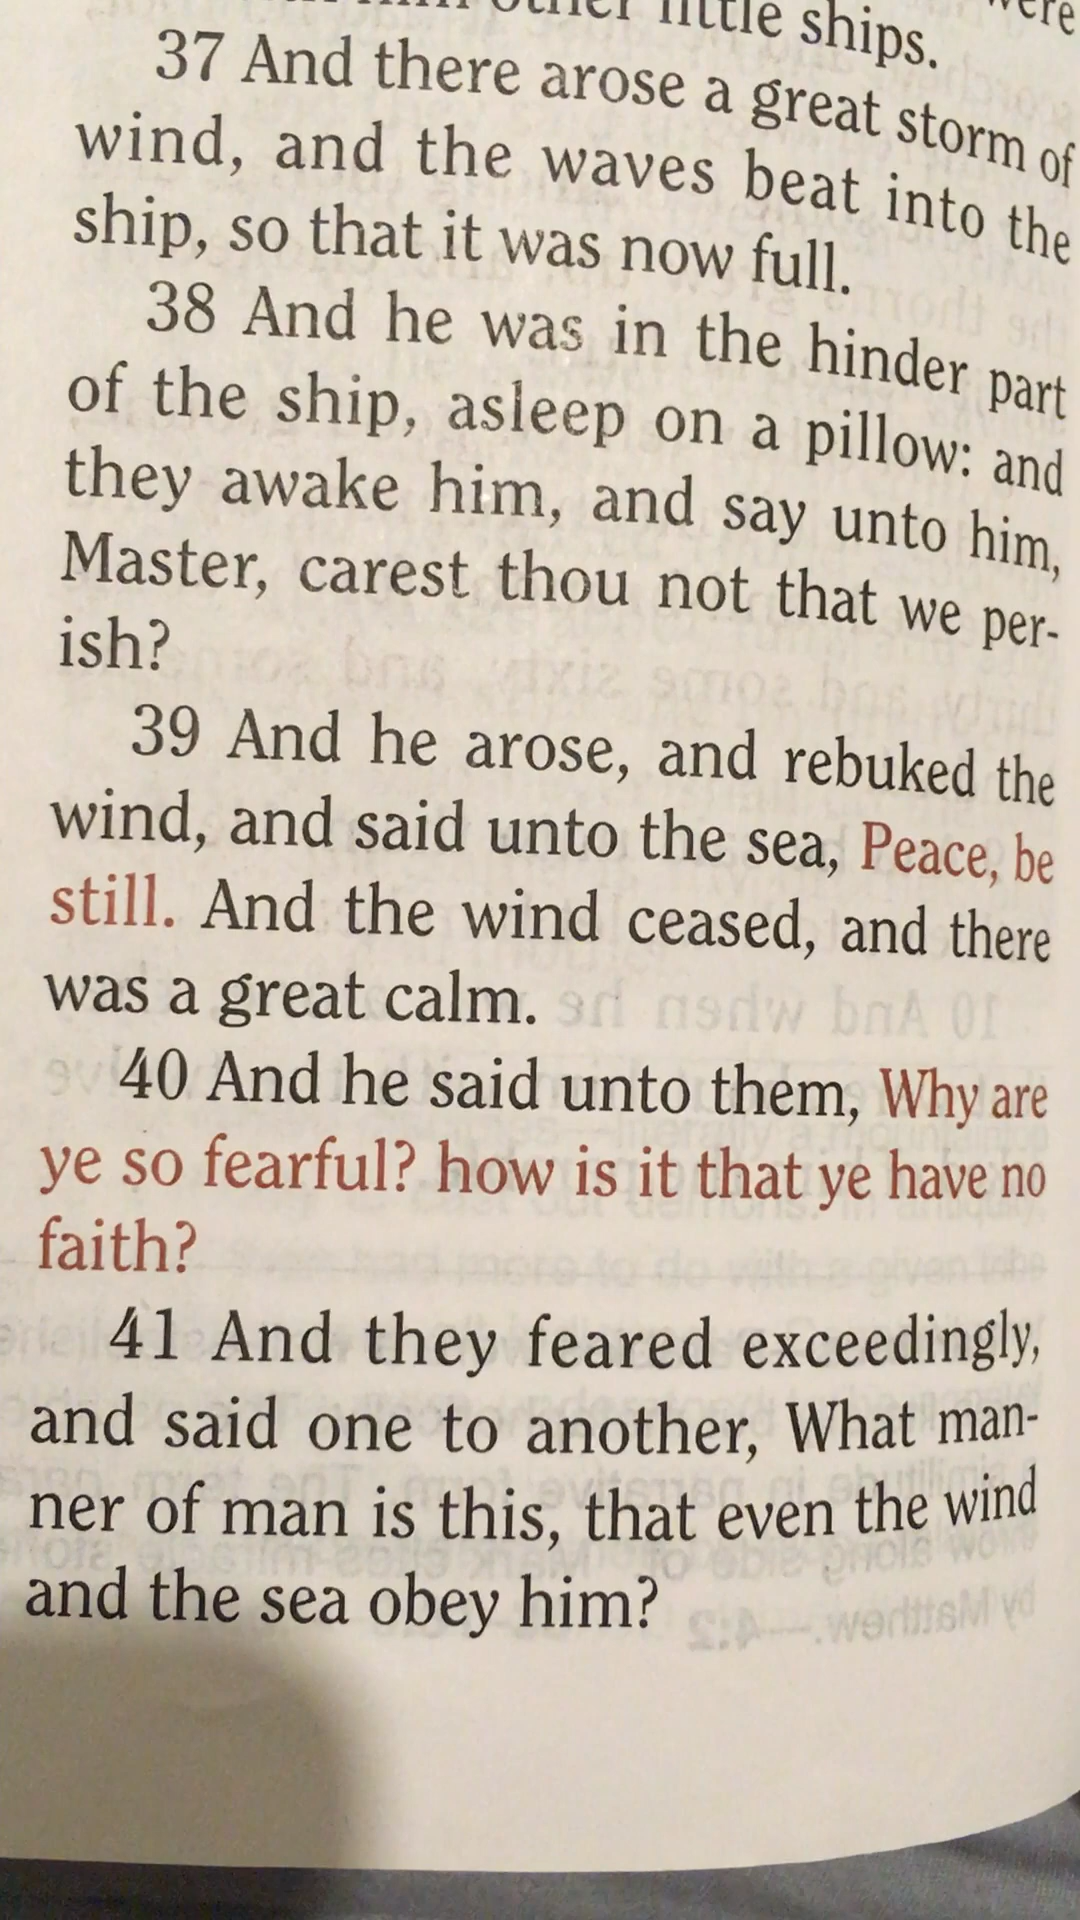 other little ships.
37 And there arose a great storm of
wind, and the waves beat into the
ship, so that it was now full.
38 And he was in the hinder part
of the ship, asleep on a pillow: and
they awake him, and say unto him,
Master, carest thou not that we per-
ish?
39 And he arose, and rebuked the
wind, and said unto the sea, Peace, be
still. And the wind ceased, and there
was a great calm.
40 And he said unto them, Why are
ye so fearful? how is it that ye have no
faith?
41 And they feared exceedingly,
and said one to another, What man-
ner of man is this, that even the wind
and the sea obey him?